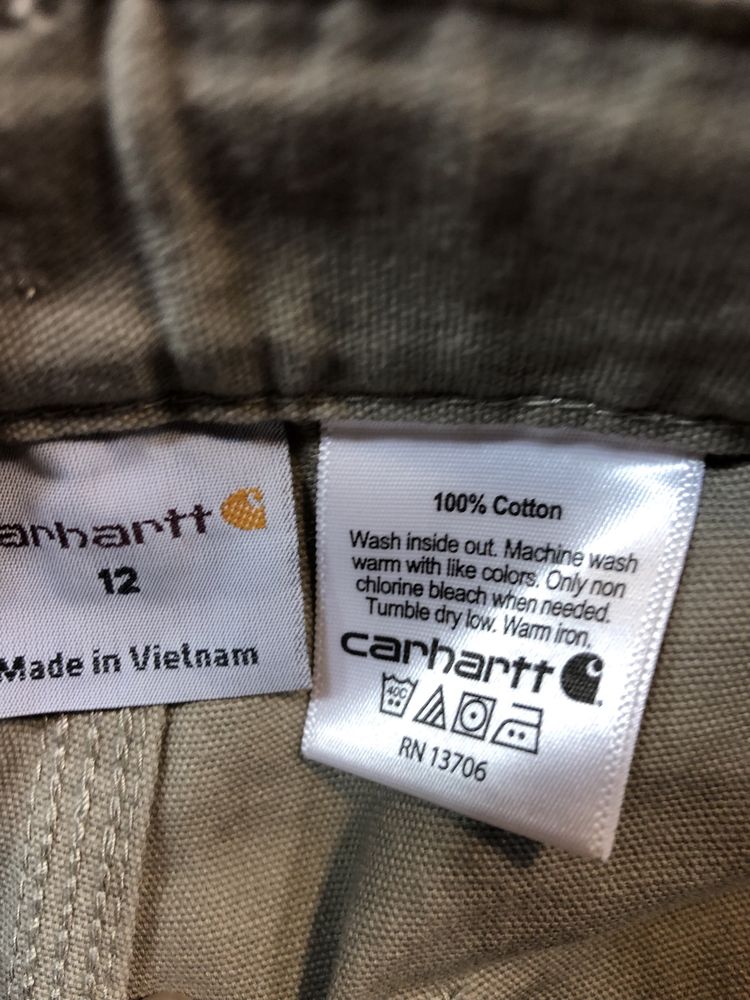 arhartt
12
Made in Vietnam
100% Cotton
Wash inside out. Machine wash
warm with like colors. Only non
chlorine bleach when needed.
Tumble dry low. Warm iron.
carhartt
40C
RN 13706